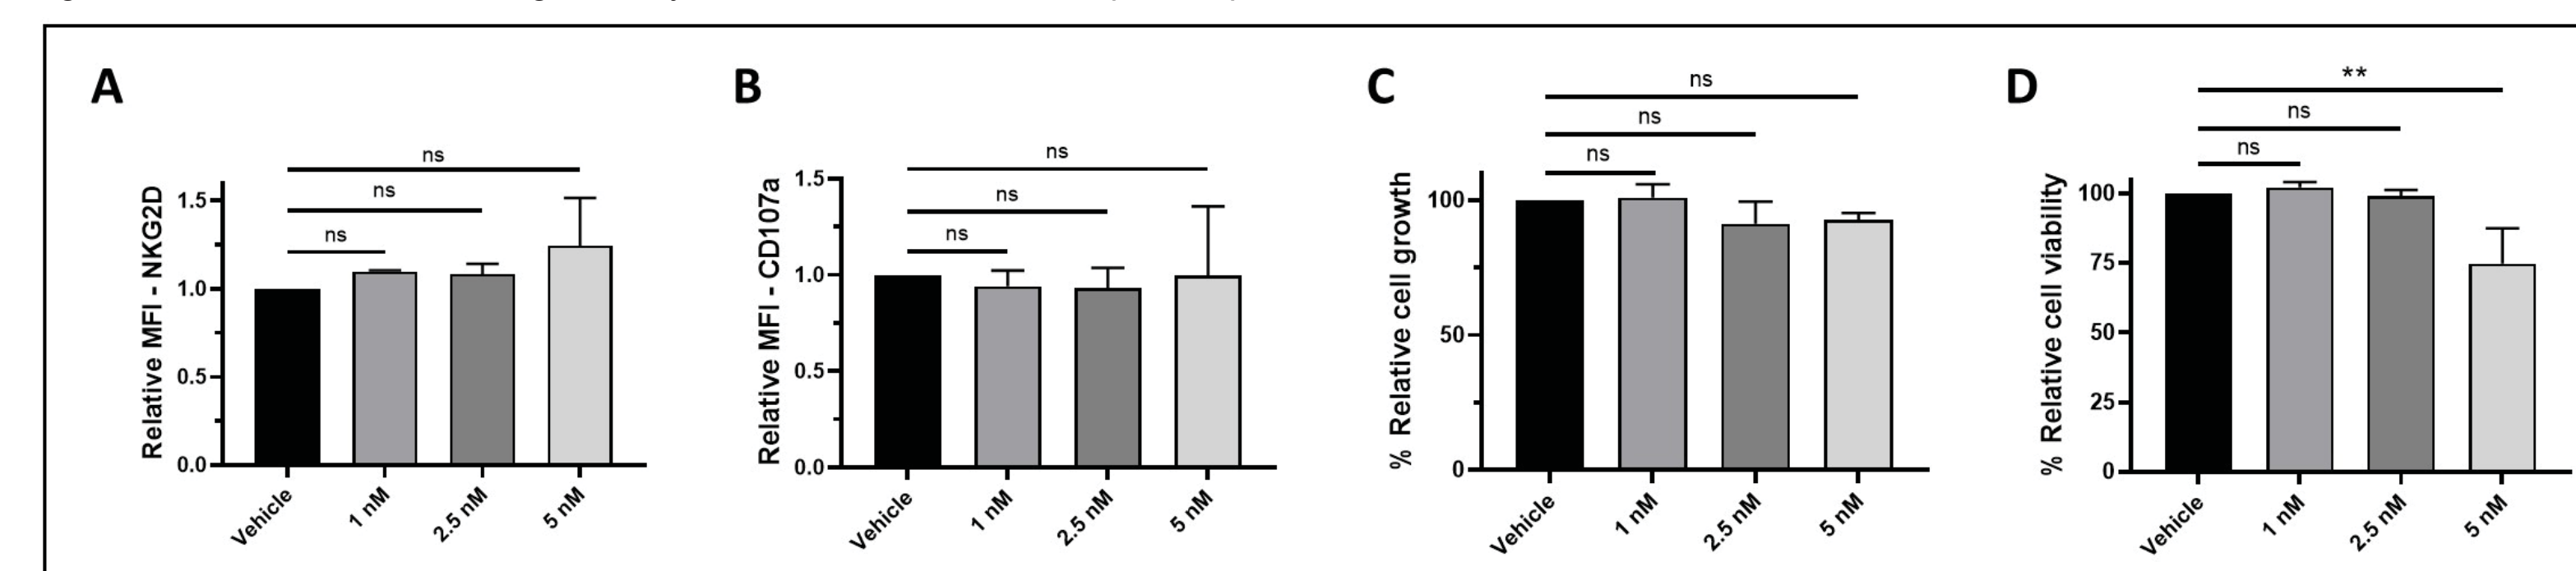 A
Relative MFI - NKG2D
1.5
1.0
0.5
0.0
ns
ns
ns
Vehicle
1 nM
2.5 nM
5 nM
B
Relative MFI - CD107a
1.5
1.0
0.5
0.0
ns
ns
ns
Vehicle
1 nM
2.5 nM
5 nM
C
% Relative cell growth
100
50
0
ns
ns
ns
Vehicle
1 nM
2.5 nM
5 nM
D
% Relative cell viability
100
75
50
25
0
**
ns
ns
Vehicle
1 nM
2.5 nM
5 nM